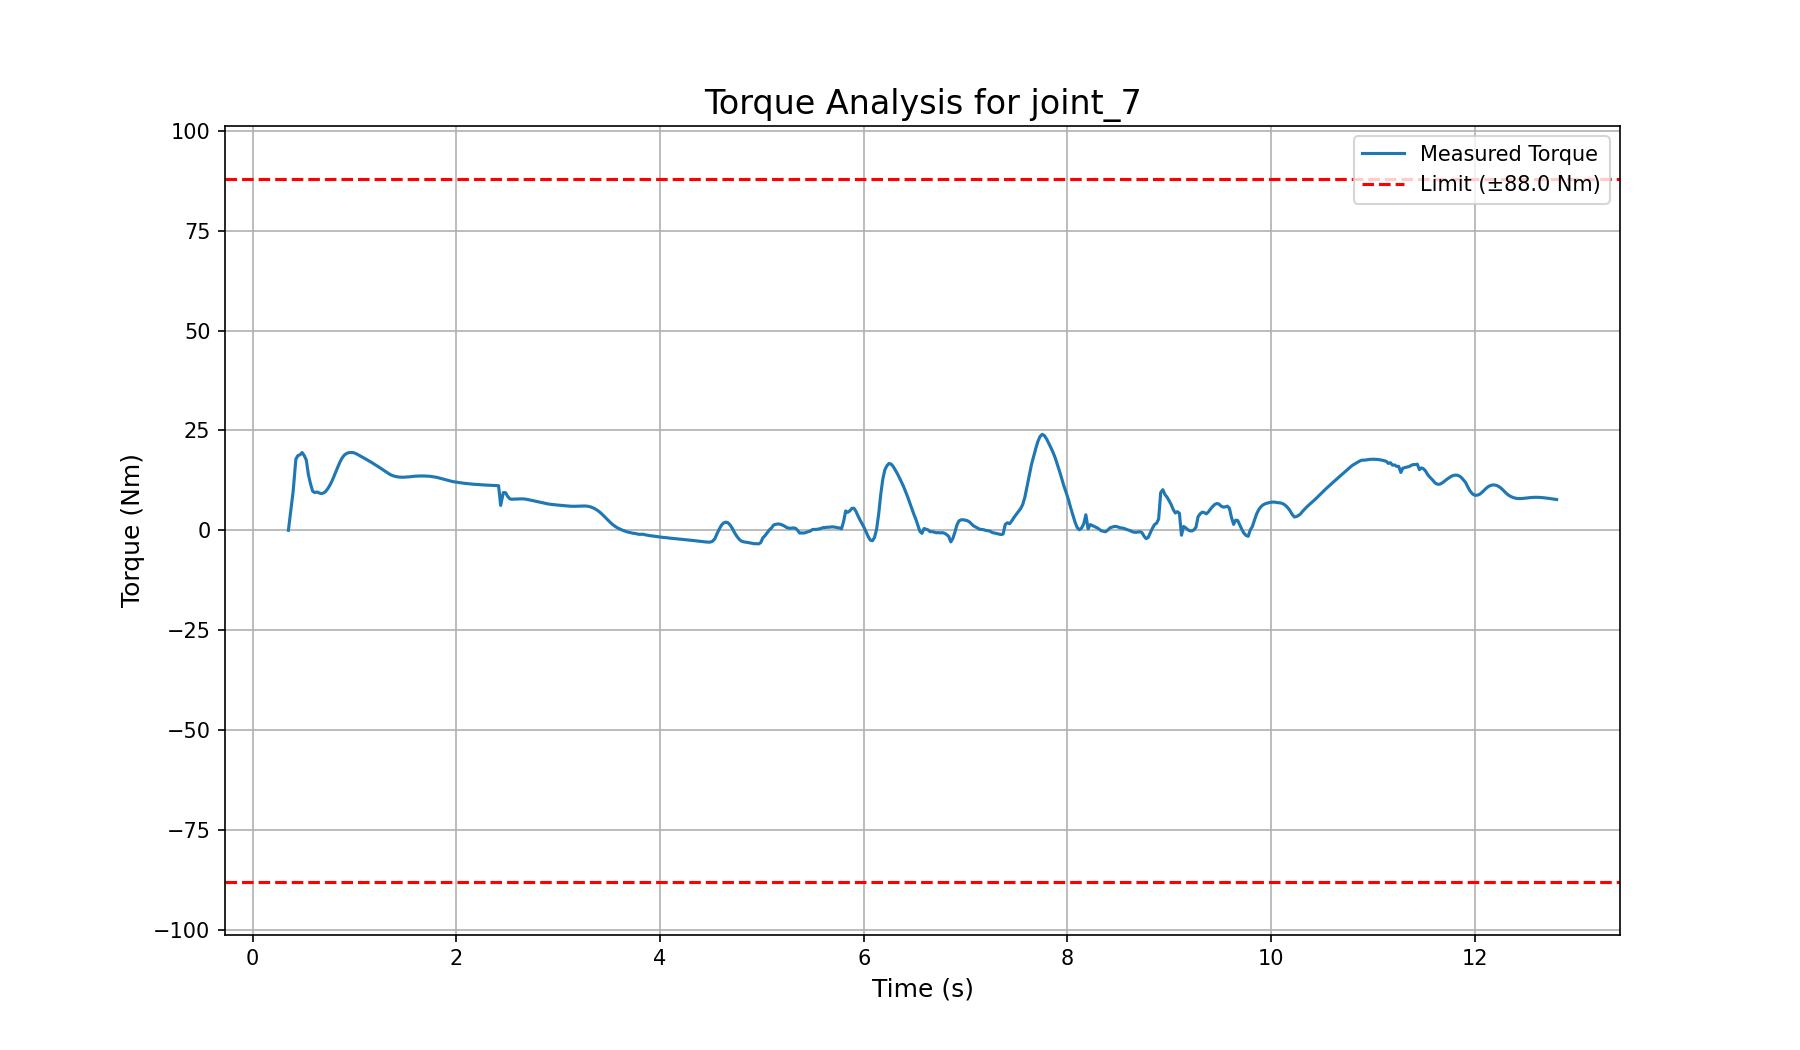 Torque Analysis for joint_7
Measured Torque
Limit (±88.0 Nm)
Torque (Nm)
100
75
50
25
0
−25
−50
−75
−100
0 2 4 6 8 10 12
Time (s)